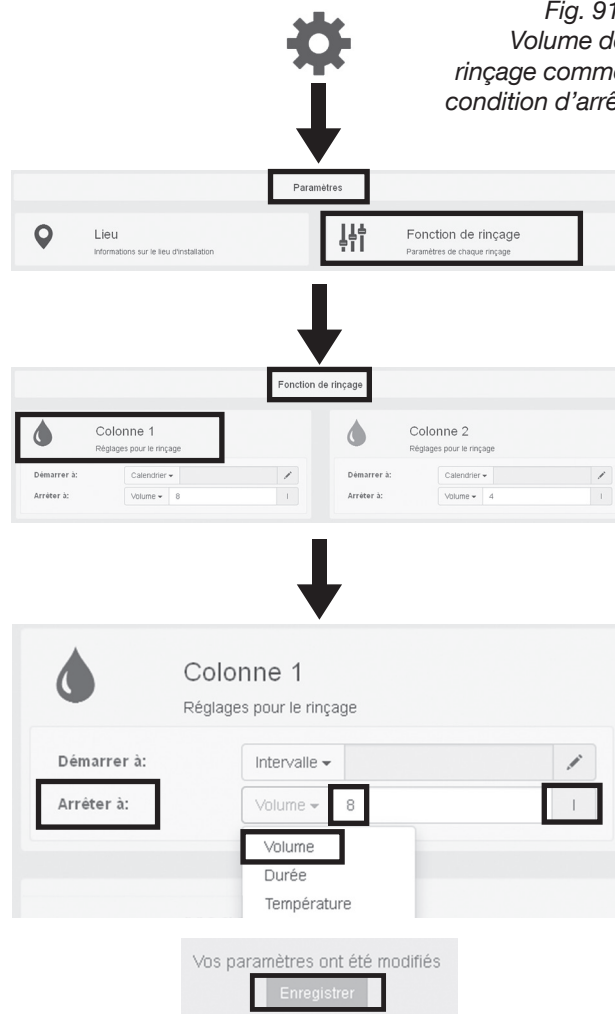 Fig. 91
Volume de
rinçage comme
condition d'arrê
Paramètres
Lieu
Informations sur le lieu d'installation
Fonction de rinçage
Paramètres de chaque rinçage
Fonction de rinçage
Colonne 1
Réglages pour le rinçage
Démarrer à: Calendrier
Arrêter à: Volume 8 l
Colonne 2
Réglages pour le rinçage
Démarrer à: Calendrier
Arrêter à: Volume 4 l
Colonne 1
Réglages pour le rinçage
Démarrer à: Intervalle
Arrêter à: Volume 8 l
Volume
Durée
Température
Vos paramètres ont été modifiés
Enregistrer